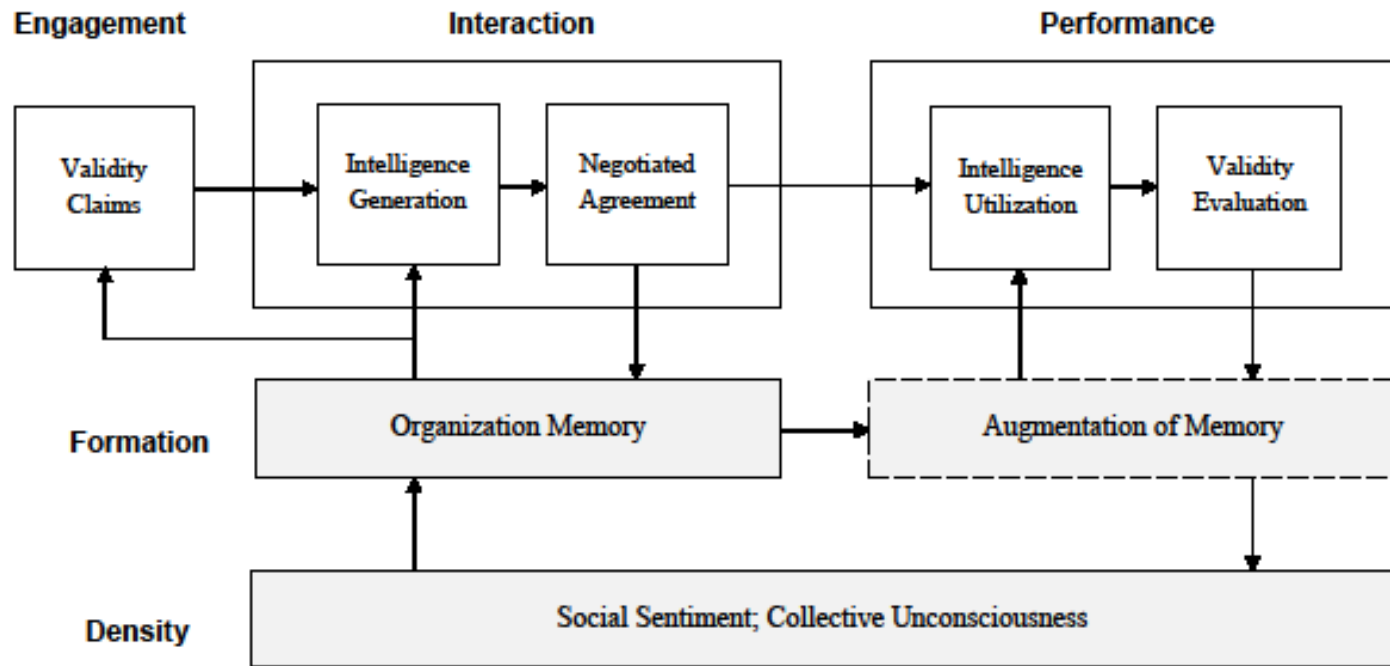 Engagement
Interaction
Performance
Validity
Claims
Intelligence
Generation
Negotiated
Agreement
Intelligence
Utilization
Validity
Evaluation
Formation
Organization Memory
Augmentation of Memory
Density
Social Sentiment; Collective Unconsciousness